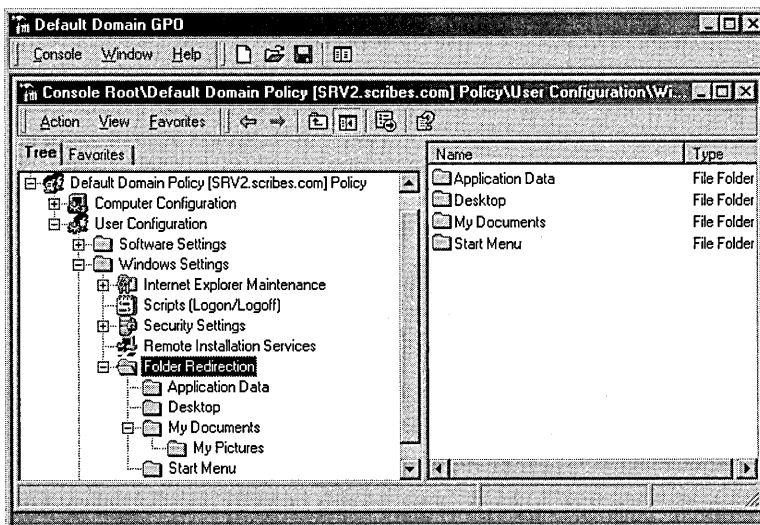 Default Domain GPO
Console Window Help
Console Root\Default Domain Policy [SRV2.scribes.com] Policy\User Configuration\Wi...
Action View Favorites
Tree Favorites
Name Type
Default Domain Policy [SRV2.scribes.com] Policy
Computer Configuration
User Configuration
Software Settings
Windows Settings
Internet Explorer Maintenance
Scripts (Logon/Logoff)
Security Settings
Remote Installation Services
Folder Redirection
Application Data
Desktop
My Documents
My Pictures
Start Menu
Application Data File Folder
Desktop File Folder
My Documents File Folder
Start Menu File Folder